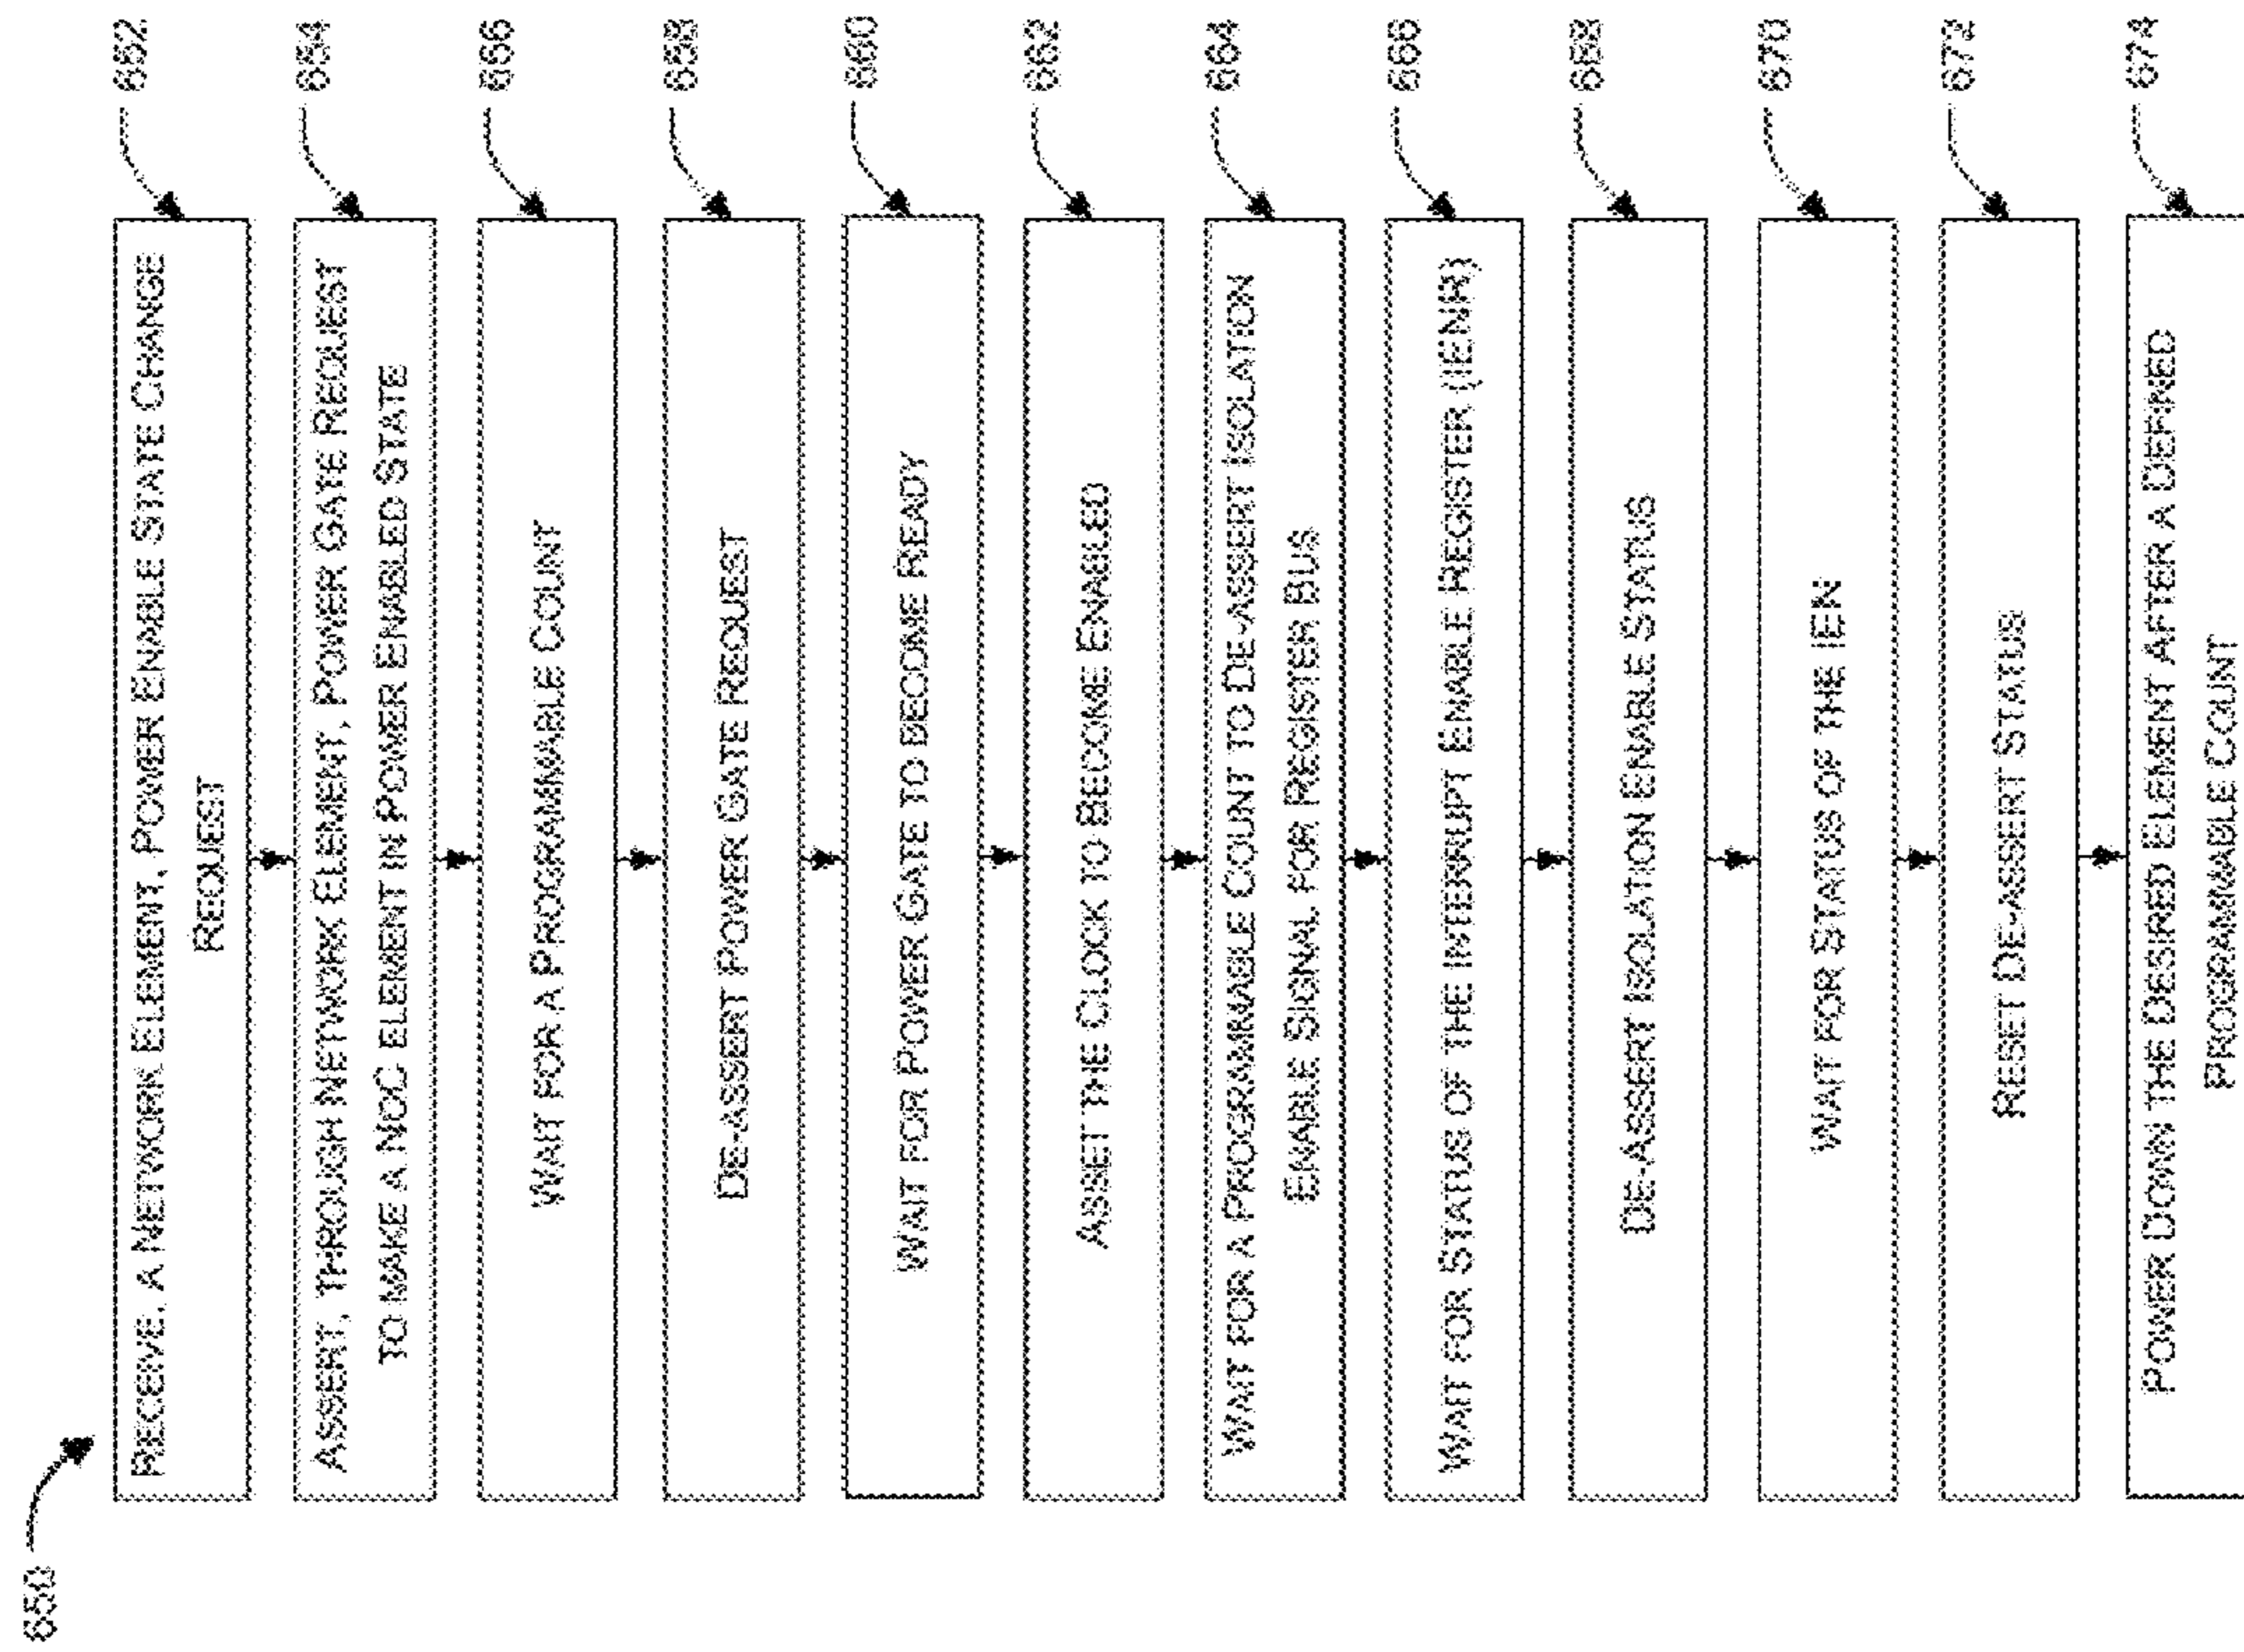 650
RECEIVE, A NETWORK ELEMENT, POWER ENABLE STATE CHANGE
REQUEST
652
ASSERT, THROUGH NETWORK ELEMENT, POWER GATE REQUEST
TO MAKE A NOC ELEMENT IN POWER ENABLED STATE
654
WAIT FOR A PROGRAMMABLE COUNT
656
DE-ASSERT POWER GATE REQUEST
658
WAIT FOR POWER GATE TO BECOME READY
660
ASSET THE CLOCK TO BECOME ENABLED
662
WAIT FOR A PROGRAMMABLE COUNT TO DE-ASSERT ISOLATION
ENABLE SIGNAL FOR REGISTER BUS
664
WAIT FOR STATUS OF THE INTERRUPT ENABLE REGISTER (IENR)
666
DE-ASSERT ISOLATION ENABLE STATUS
668
WAIT FOR STATUS OF THE IEN
670
RESET DE-ASSERT STATUS
672
POWER DOWN THE DESIRED ELEMENT AFTER A DEFINED
PROGRAMMABLE COUNT
674